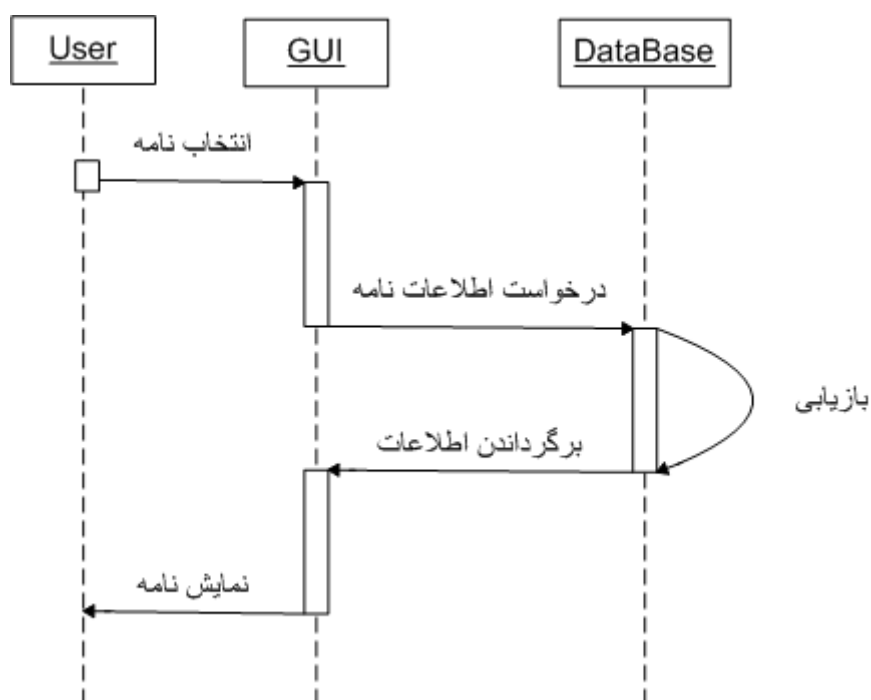 User
GUI
DataBase
انتخاب نامه
درخواست اطلاعات نامه
بازیابی
برگرداندن اطلاعات
نمایش نامه